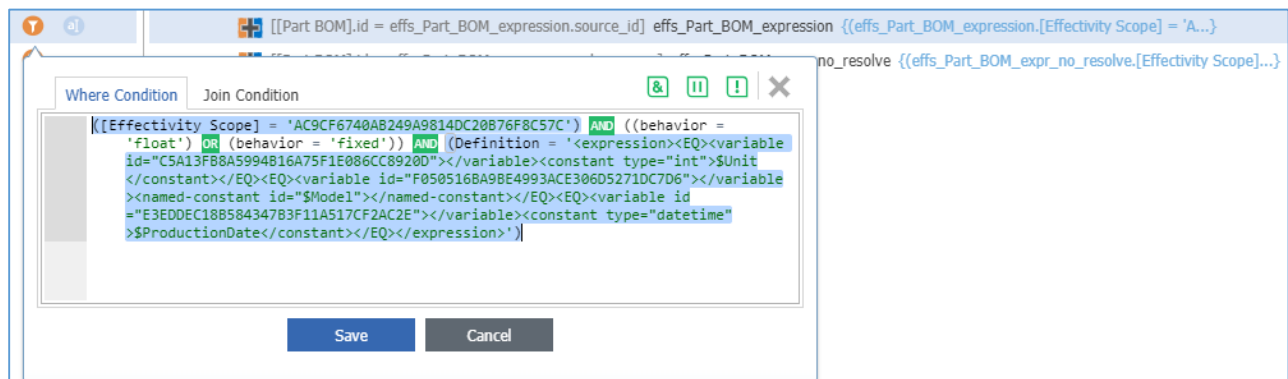 [[Part BOM].id = effs_Part_BOM_expression.source_id] effs_Part_BOM_expression {(effs_Part_BOM_expression.[Effectivity Scope] = 'A...}
no_resolve {(effs_Part_BOM_expr_no_resolve.[Effectivity Scope]...}
Where Condition Join Condition
([Effectivity Scope] = 'AC9CF6740AB249A9814DC20B76F8C57C') AND ((behavior =
'float') OR (behavior = 'fixed')) AND (Definition = '<expression><EQ><variable
id="C5A13FB8A5994B16A75F1E086CC8920D"></variable><constant type="int">$Unit
</constant></EQ><EQ><variable id="F050516BA9BE4993ACE306D5271DC7D6"></variable
><named-constant id="$Model"></named-constant></EQ><EQ><variable id
="E3EDDEC18B584347B3F11A517CF2AC2E"></variable><constant type="datetime"
>$ProductionDate</constant></EQ></expression>')
Save Cancel